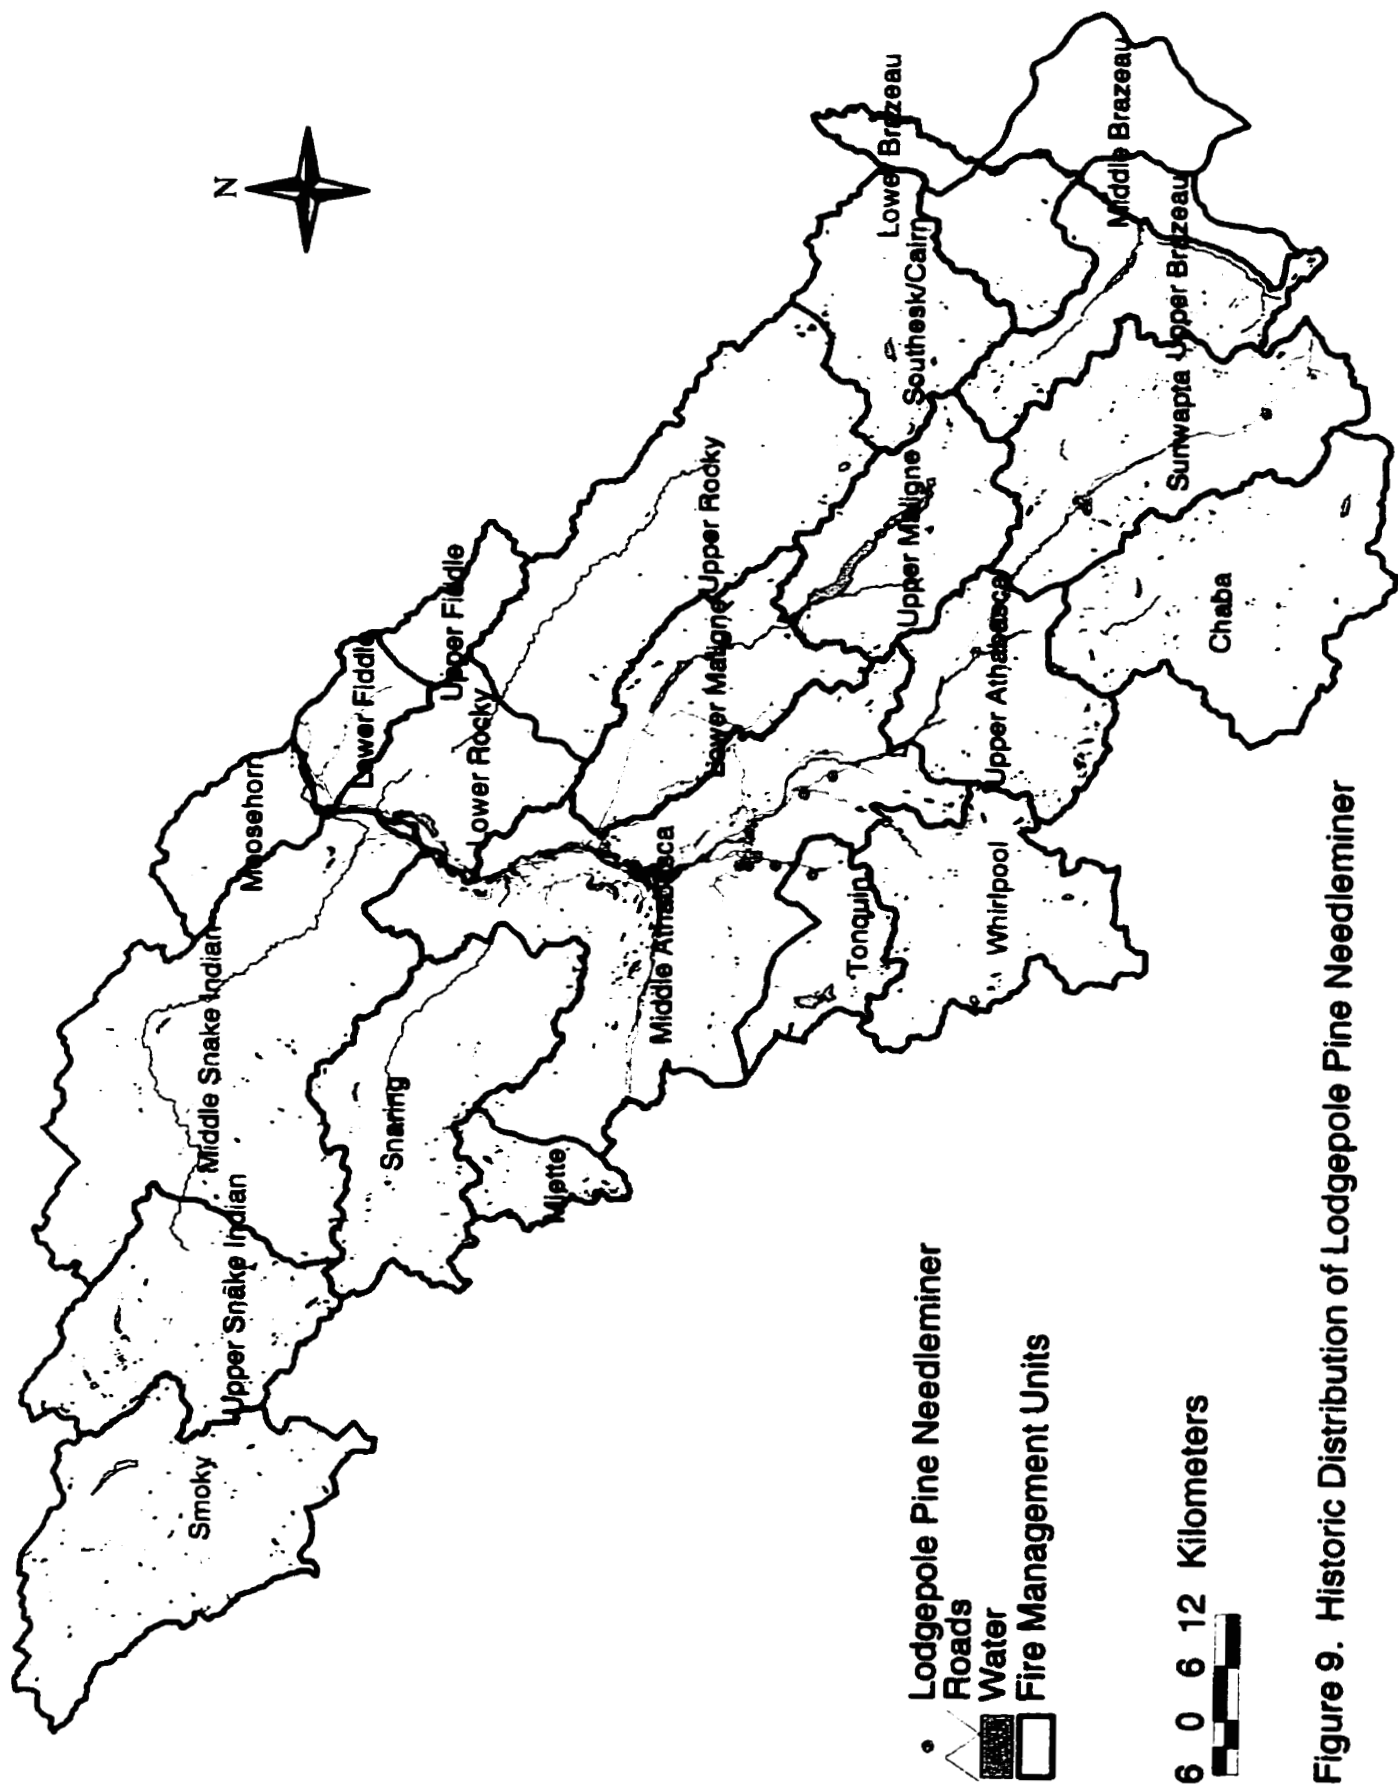 N
Smoky
Upper Snake Indian
Middle Snake Indian
Moosehorn
Snaring
Miette
Lower Fiddle
Upper Fiddle
Lower Rocky
Upper Rocky
Middle Athabasca
Lower Maligne
Upper Maligne
Southesk/Cairn
Lower Brazeau
Middle Brazeau
Upper Brazeau
Sunwapta
Tonquin
Whirlpool
Upper Athabasca
Chaba
Lodgepole Pine Needleminer
Roads
Water
Fire Management Units
6 0 6 12 Kilometers
Figure 9. Historic Distribution of Lodgepole Pine Needleminer